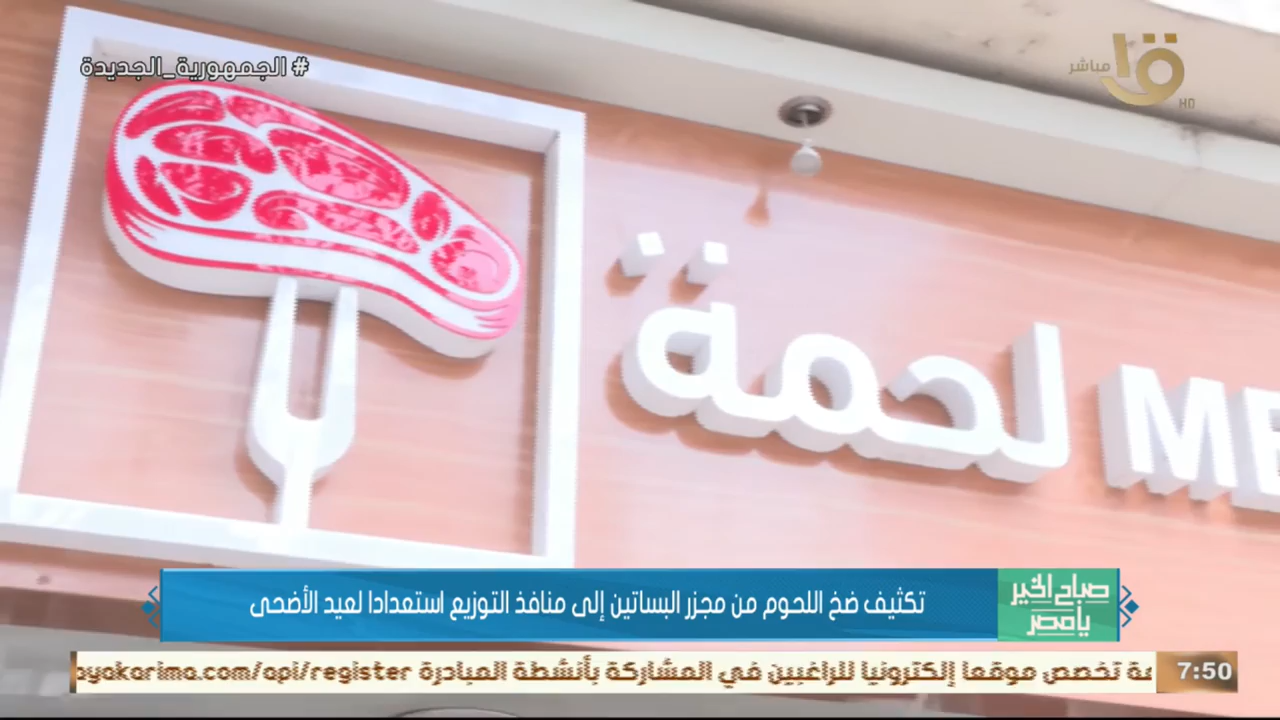 #الجمهورية_الجديدة
مباشر
HD
لحمة ME
صباح الخير
يا مصر
تكثيف ضخ اللحوم من مجزر البساتين إلى منافذ التوزيع استعدادا لعيد الأضحى
7:50
تخصص موقعا إلكترونيا للراغبين في المشاركة بأنشطة المبادرة yakarima.com/api/register